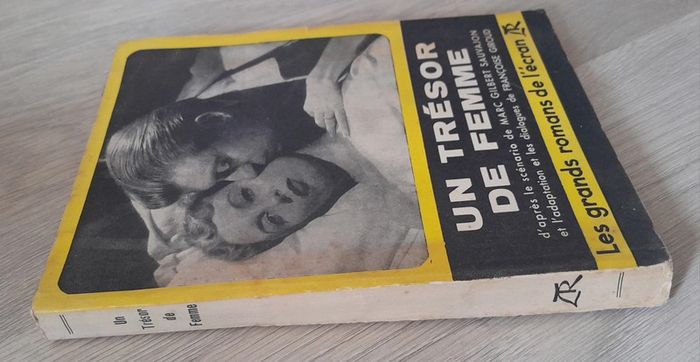 UN TRÉSOR
DE FEMME
d'après le scénario de MARC GILBERT SAUVAJON
et l'adaptation et les dialogues de FRANÇOISE GIROUD
Les grands romans de l'écran
Un
Trésor
de
Femme